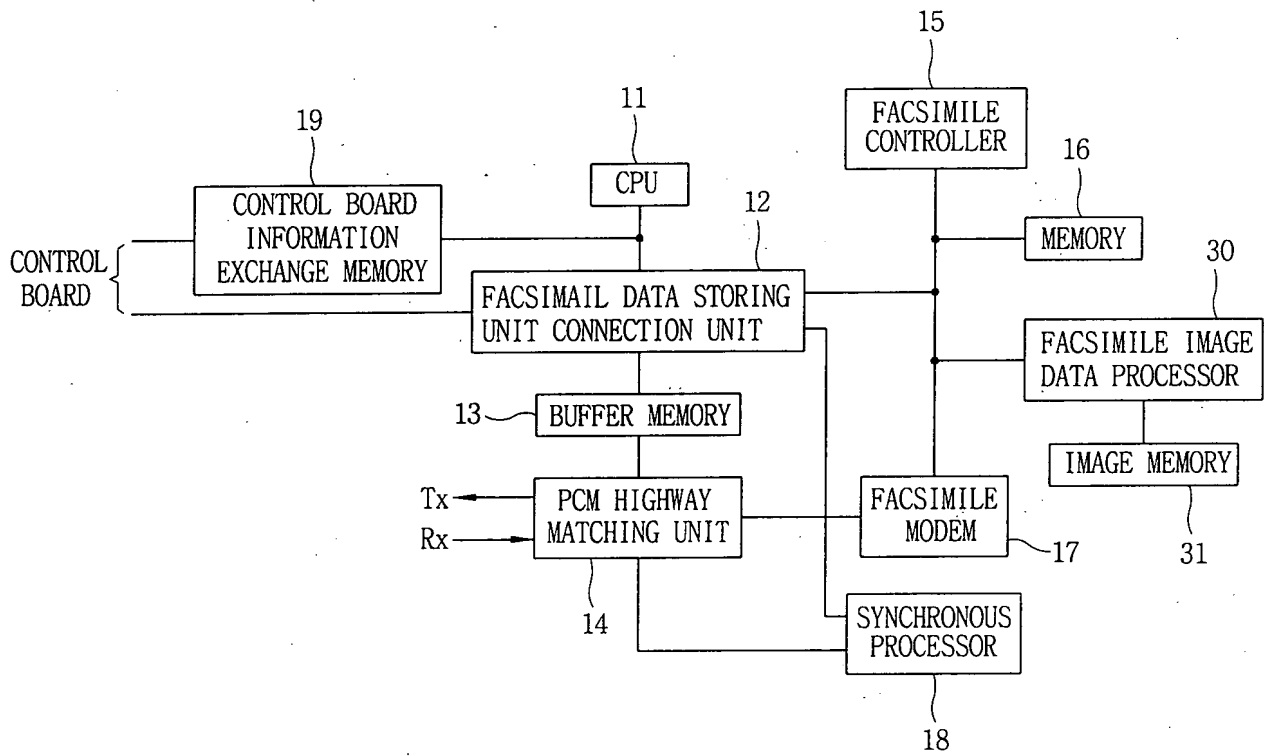 15
FACSIMILE
CONTROLLER
11
CPU
19
CONTROL BOARD
INFORMATION
EXCHANGE MEMORY
12
16
MEMORY
CONTROL
BOARD
FACSIMAIL DATA STORING
UNIT CONNECTION UNIT
30
FACSIMILE IMAGE
DATA PROCESSOR
13
BUFFER MEMORY
IMAGE MEMORY
31
Tx
Rx
PCM HIGHWAY
MATCHING UNIT
14
FACSIMILE
MODEM
17
SYNCHRONOUS
PROCESSOR
18